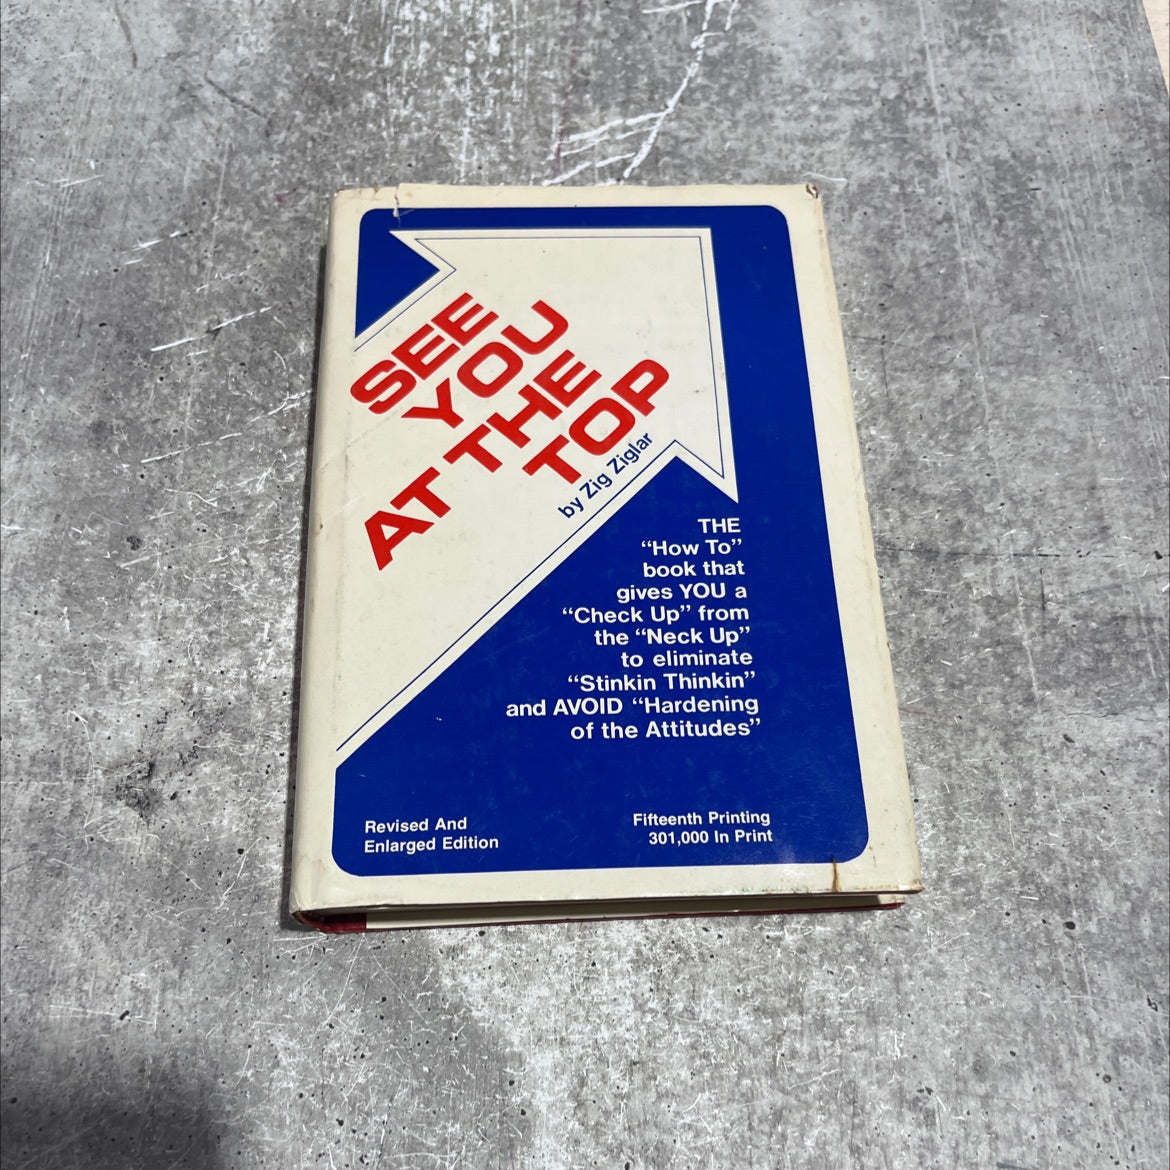 SEE
YOU
AT THE
TOP
by Zig Ziglar
THE
“How To”
book that
gives YOU a
“Check Up” from
the “Neck Up”
to eliminate
“Stinkin Thinkin”
and AVOID “Hardening
of the Attitudes”
Revised And
Enlarged Edition
Fifteenth Printing
301,000 In Print